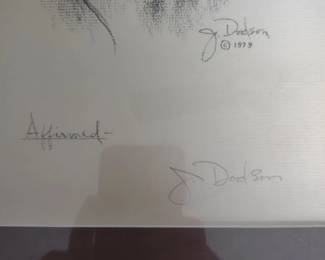 J. Dodson
© 1979
Affirmed-
J. Dodson